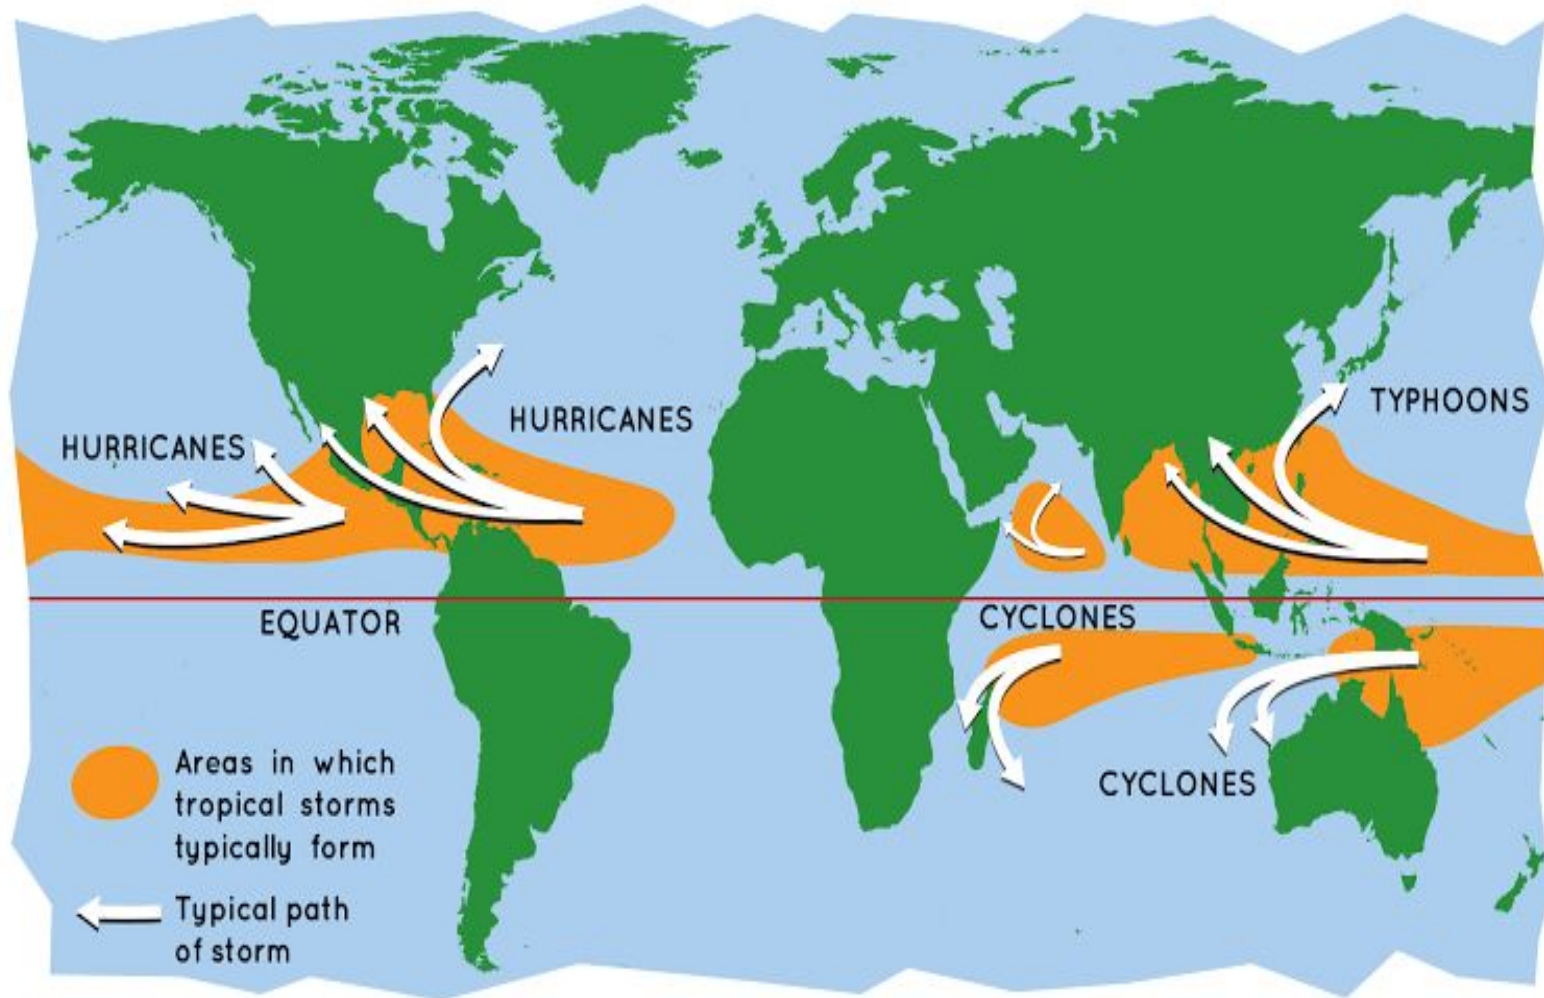 HURRICANES
HURRICANES
TYPHOONS
EQUATOR
CYCLONES
CYCLONES
Areas in which
tropical storms
typically form
Typical path
of storm